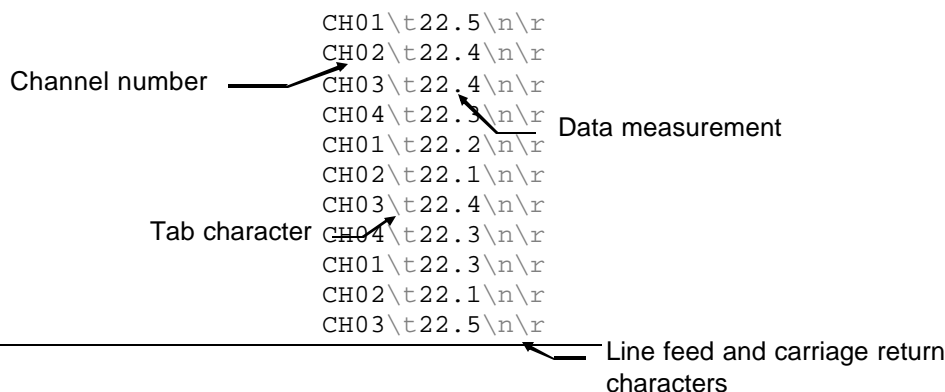 CH01\t22.5\n\r
CH02\t22.4\n\r
Channel number
CH03\t22.4\n\r
CH04\t22.3\n\r
Data measurement
CH01\t22.2\n\r
CH02\t22.1\n\r
CH03\t22.4\n\r
Tab character
CH04\t22.3\n\r
CH01\t22.3\n\r
CH02\t22.1\n\r
CH03\t22.5\n\r
Line feed and carriage return
characters